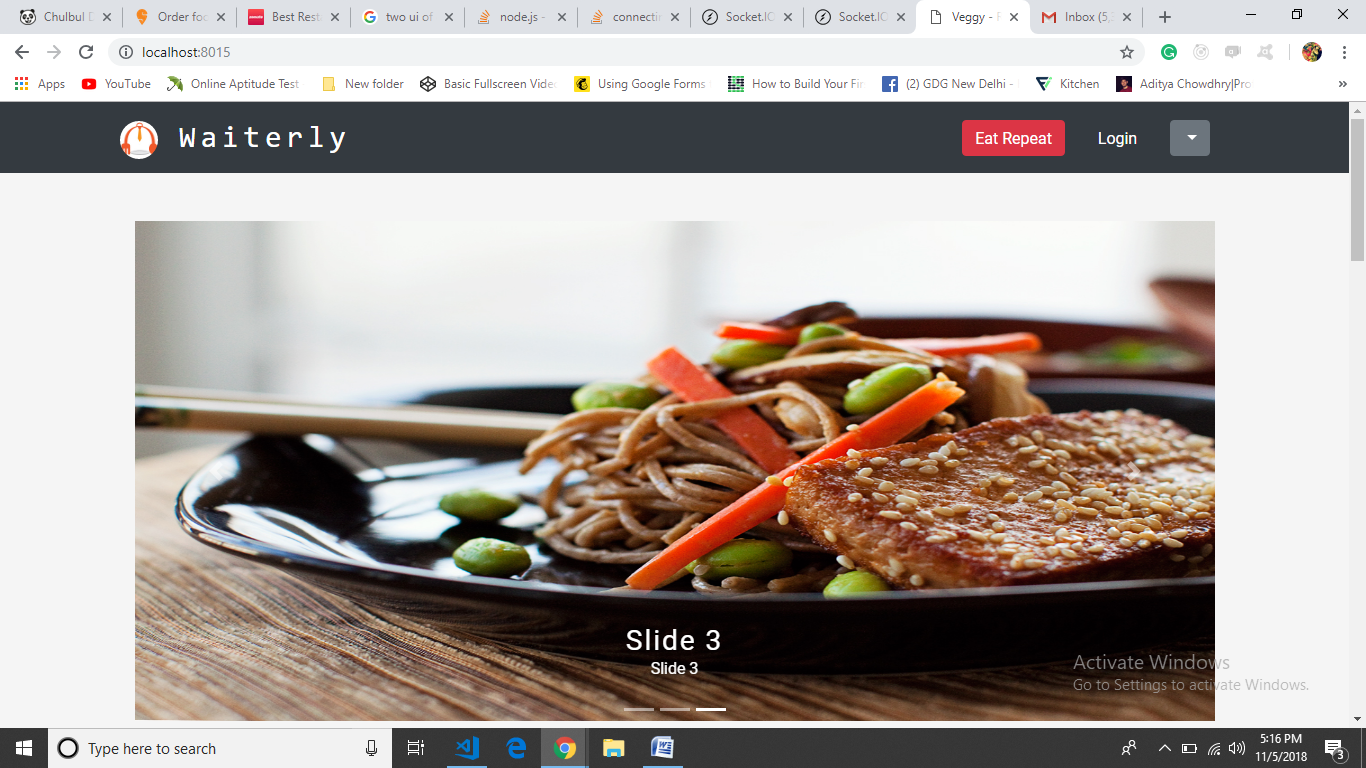 Chulbul D
Order foo
Best Rest
two ui of
node.js -
connectin
Socket.IO
Socket.IO
Veggy - F
Inbox (5,
localhost:8015
Apps
YouTube
Online Aptitude Test
New folder
Basic Fullscreen Video
Using Google Forms
How to Build Your Fir
(2) GDG New Delhi -
Kitchen
Aditya Chowdhry|Pro
»
Waiterly
Eat Repeat
Login
Slide 3
Slide 3
Activate Windows
Go to Settings to activate Windows.
Type here to search
5:16 PM
11/5/2018
3